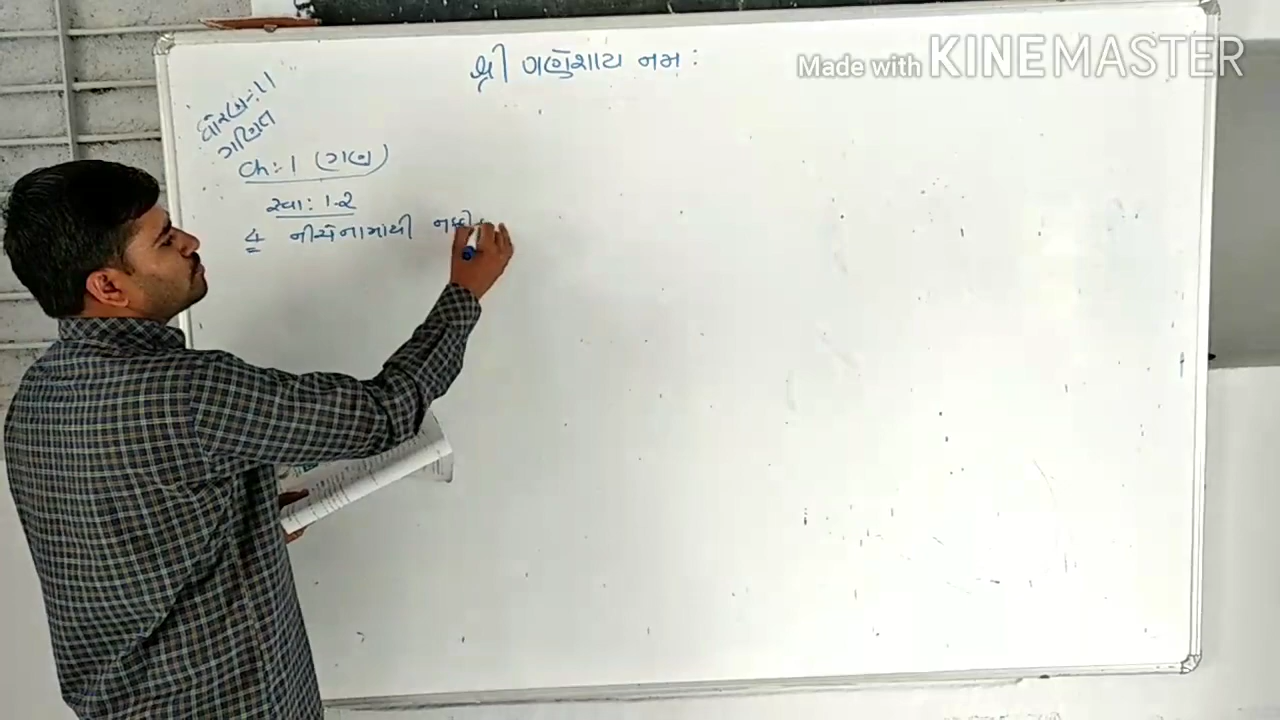 શ્રી ગણેશાય નમ :
Made with KINEMASTER
ધોરણ:-11
ગણિત
Ch:-1 (ગણ)
સ્વા: 1.2
4 નીચેનામાંથી